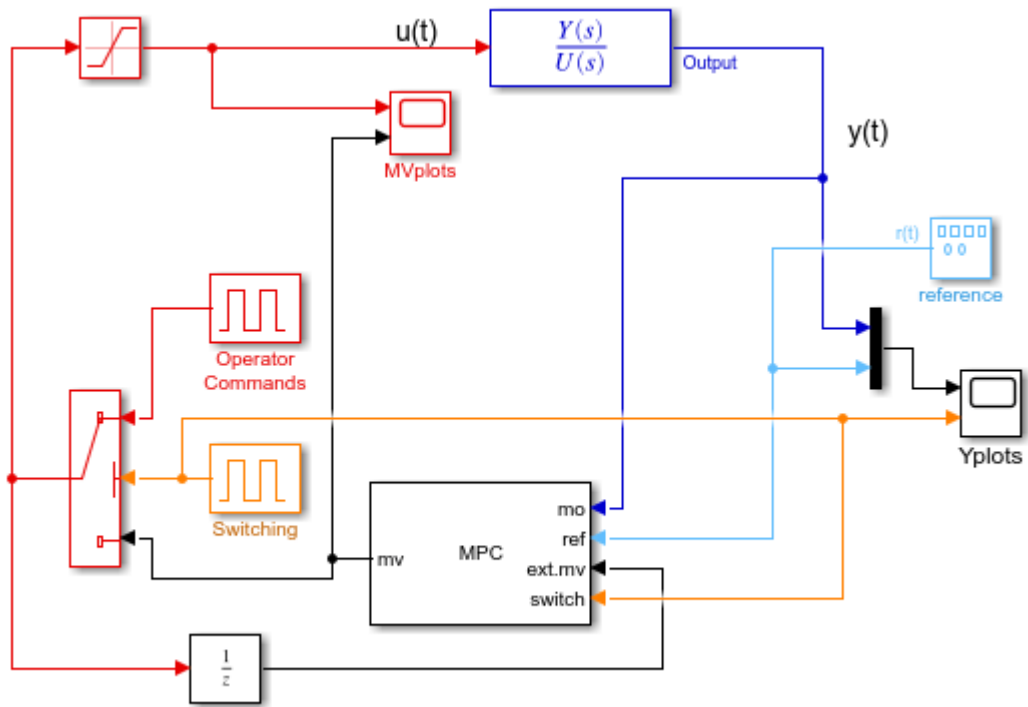 u(t)
Y(s)
U(s)
Output
MVplots
y(t)
r(t)
reference
Operator
Commands
Yplots
Switching
mo
ref
mv
MPC
ext.mv
switch
1
z